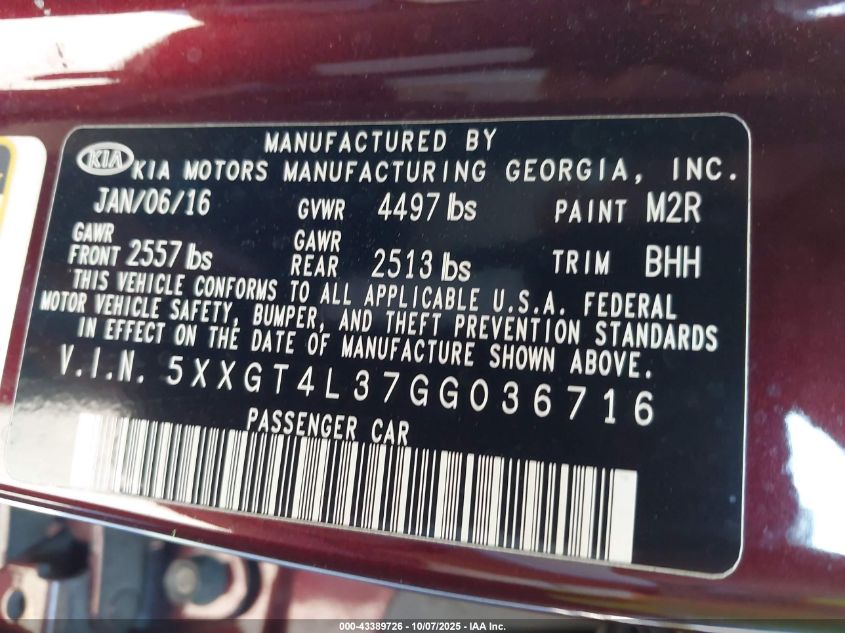 MANUFACTURED BY
KIA KIA MOTORS MANUFACTURING GEORGIA, INC.
JAN/06/16 GVWR 4497 lbs PAINT M2R
GAWR FRONT 2557 lbs GAWR REAR 2513 lbs TRIM BHH
THIS VEHICLE CONFORMS TO ALL APPLICABLE U.S.A. FEDERAL
MOTOR VEHICLE SAFETY, BUMPER, AND THEFT PREVENTION STANDARDS
IN EFFECT ON THE DATE OF MANUFACTURE SHOWN ABOVE.
V.I.N. 5XXGT4L37GG036716
PASSENGER CAR
000-43389726 - 10/07/2025 - IAA Inc.